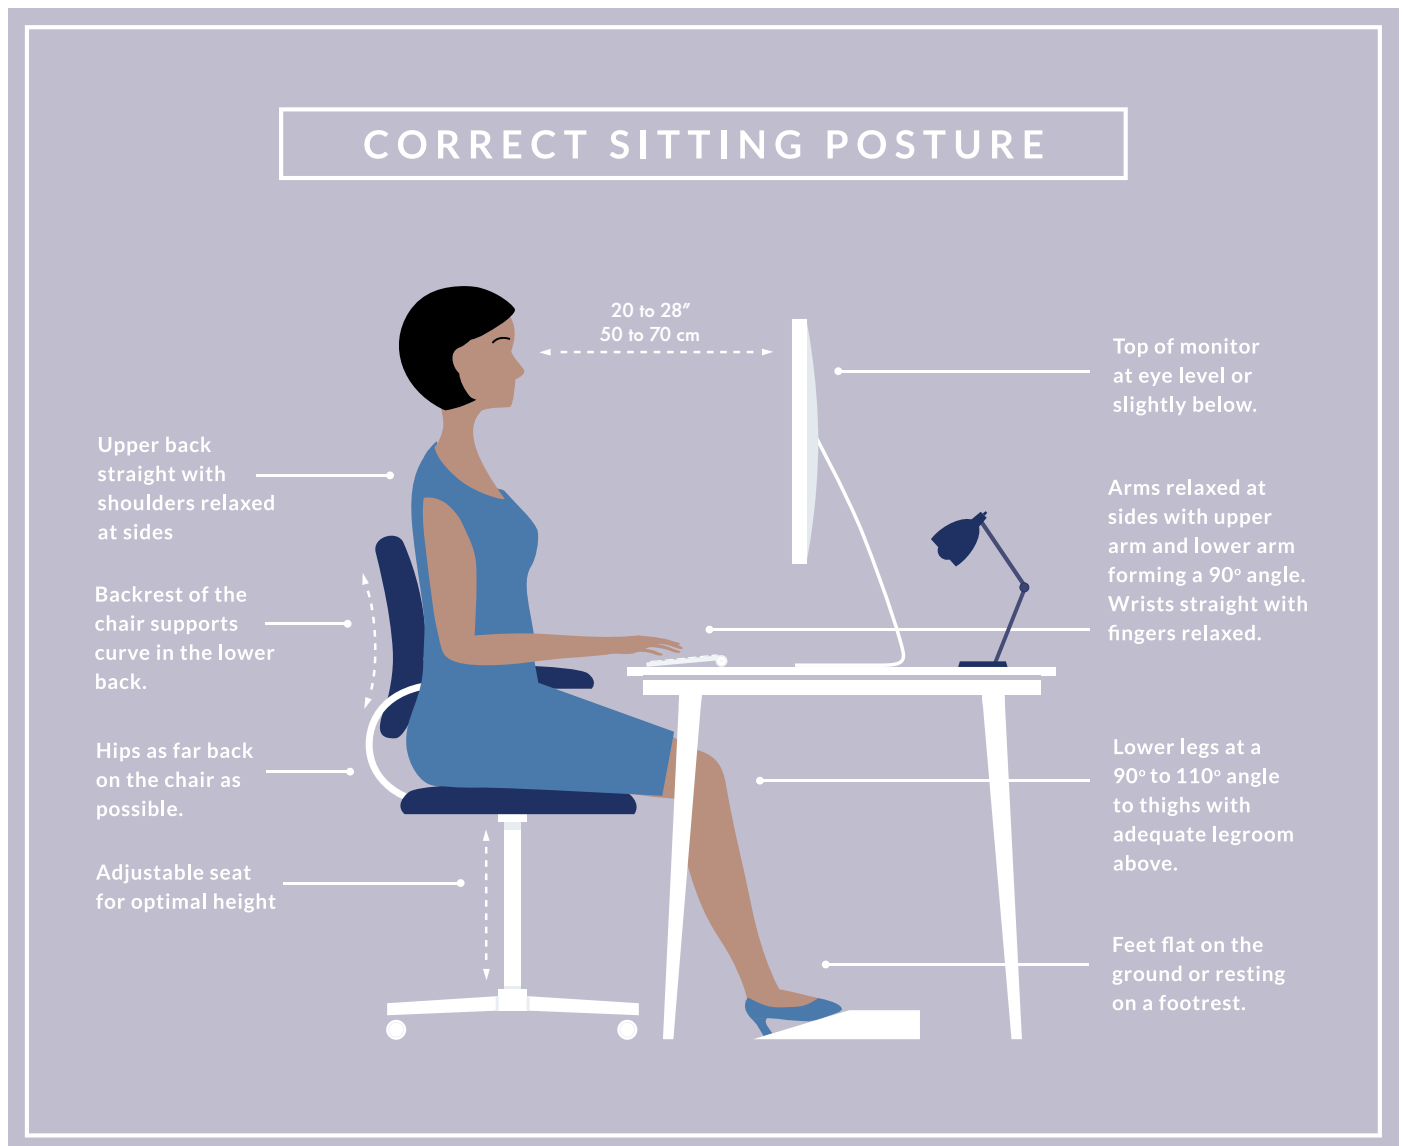 CORRECT SITTING POSTURE
20 to 28"
50 to 70 cm
Upper back
straight with
shoulders relaxed
at sides
Backrest of the
chair supports
curve in the lower
back.
Hips as far back
on the chair as
possible.
Adjustable seat
for optimal height
Top of monitor
at eye level or
slightly below.
Arms relaxed at
sides with upper
arm and lower arm
forming a 90º angle.
Wrists straight with
fingers relaxed.
Lower legs at a
90º to 110º angle
to thighs with
adequate legroom
above.
Feet flat on the
ground or resting
on a footrest.